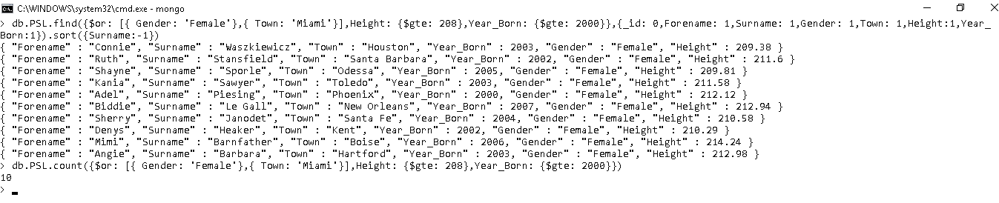 C:\WINDOWS\system32\cmd.exe - mongo
> db.PSL.find({$or: [{ Gender: 'Female'},{ Town: 'Miami'}],Height: {$gte: 208},Year_Born: {$gte: 2000}},{_id: 0,Forename: 1,Surname: 1,Gender: 1,Town: 1,Height:1,Year_
Born:1}).sort({Surname:-1})
{ "Forename" : "Connie", "Surname" : "Waszkiewicz", "Town" : "Houston", "Year_Born" : 2003, "Gender" : "Female", "Height" : 209.38 }
{ "Forename" : "Ruth", "Surname" : "Stansfield", "Town" : "Santa Barbara", "Year_Born" : 2002, "Gender" : "Female", "Height" : 211.6 }
{ "Forename" : "Shayne", "Surname" : "Sporle", "Town" : "Odessa", "Year_Born" : 2005, "Gender" : "Female", "Height" : 209.81 }
{ "Forename" : "Kania", "Surname" : "Sawyer", "Town" : "Toledo", "Year_Born" : 2003, "Gender" : "Female", "Height" : 211.58 }
{ "Forename" : "Adel", "Surname" : "Piesing", "Town" : "Phoenix", "Year_Born" : 2000, "Gender" : "Female", "Height" : 212.12 }
{ "Forename" : "Biddie", "Surname" : "Le Gall", "Town" : "New Orleans", "Year_Born" : 2007, "Gender" : "Female", "Height" : 212.94 }
{ "Forename" : "Sherry", "Surname" : "Janodet", "Town" : "Santa Fe", "Year_Born" : 2004, "Gender" : "Female", "Height" : 210.58 }
{ "Forename" : "Denys", "Surname" : "Heaker", "Town" : "Kent", "Year_Born" : 2002, "Gender" : "Female", "Height" : 210.29 }
{ "Forename" : "Mimi", "Surname" : "Barnfather", "Town" : "Boise", "Year_Born" : 2006, "Gender" : "Female", "Height" : 214.24 }
{ "Forename" : "Angie", "Surname" : "Barbara", "Town" : "Hartford", "Year_Born" : 2003, "Gender" : "Female", "Height" : 212.98 }
> db.PSL.count({$or: [{ Gender: 'Female'},{ Town: 'Miami'}],Height: {$gte: 208},Year_Born: {$gte: 2000}})
10
>